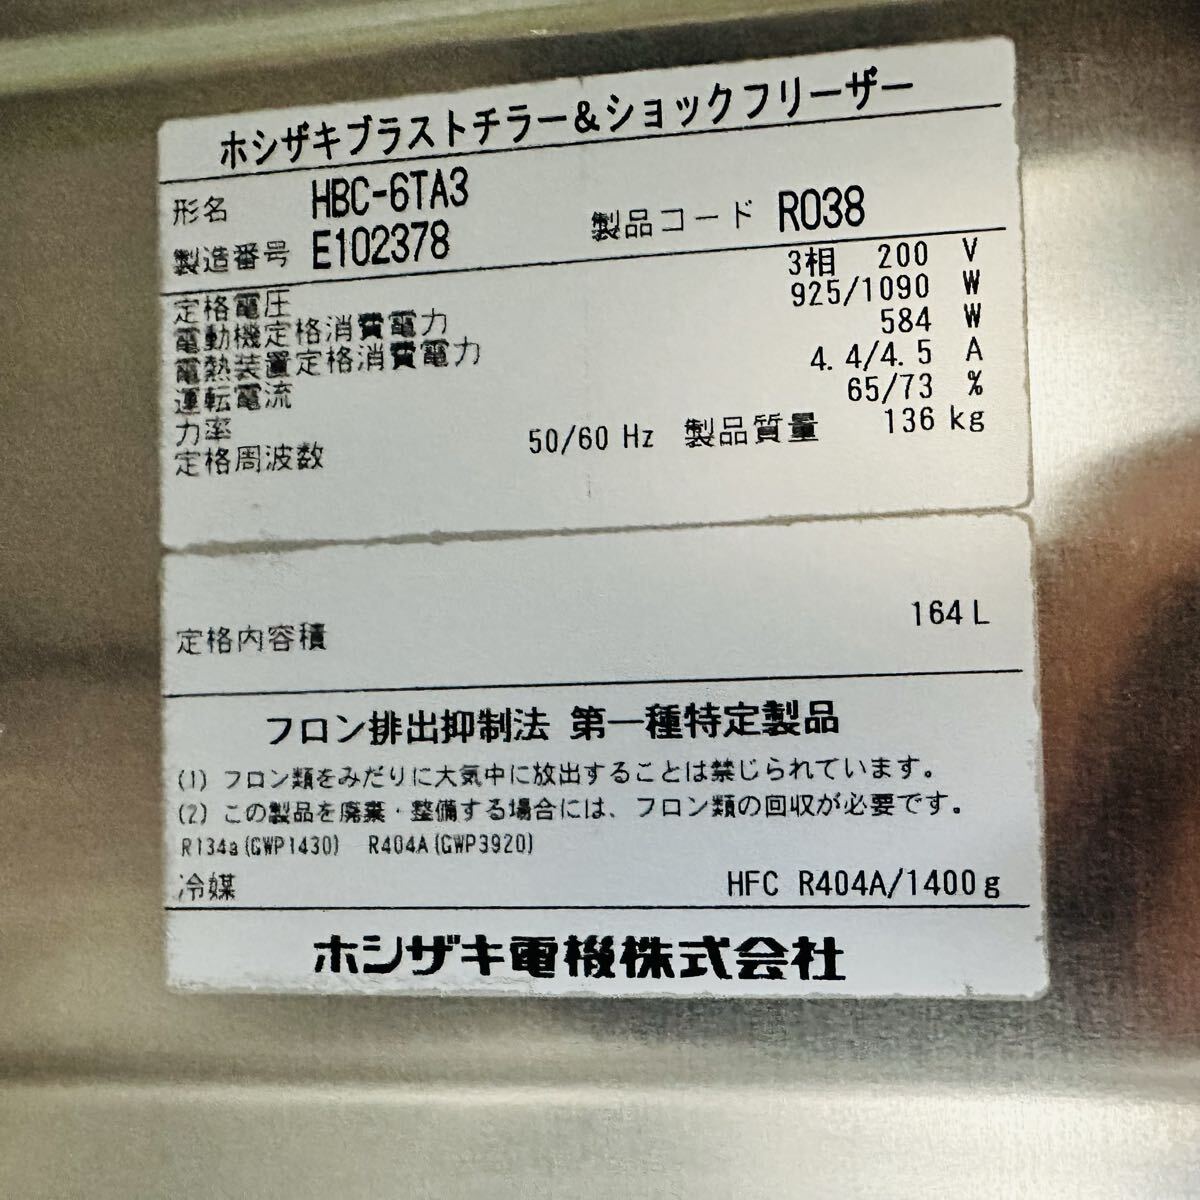 ホシザキブラストチラー&ショックフリーザー
形名 HBC-6TA3
製造番号 E102378 製品コード R038
定格電圧 3相 200 V
電動機定格消費電力 925/1090 W
電熱装置定格消費電力 584 W
運転電流 4.4/4.5 A
力率 65/73 %
定格周波数 50/60 Hz 製品質量 136 kg
定格内容積 164 L
フロン排出抑制法 第一種特定製品
(1) フロン類をみだりに大気中に放出することは禁じられています。
(2) この製品を廃棄・整備する場合には、フロン類の回収が必要です。
R134a(GWP1430) R404A(GWP3920)
冷媒 HFC R404A/1400g
ホシザキ電機株式会社